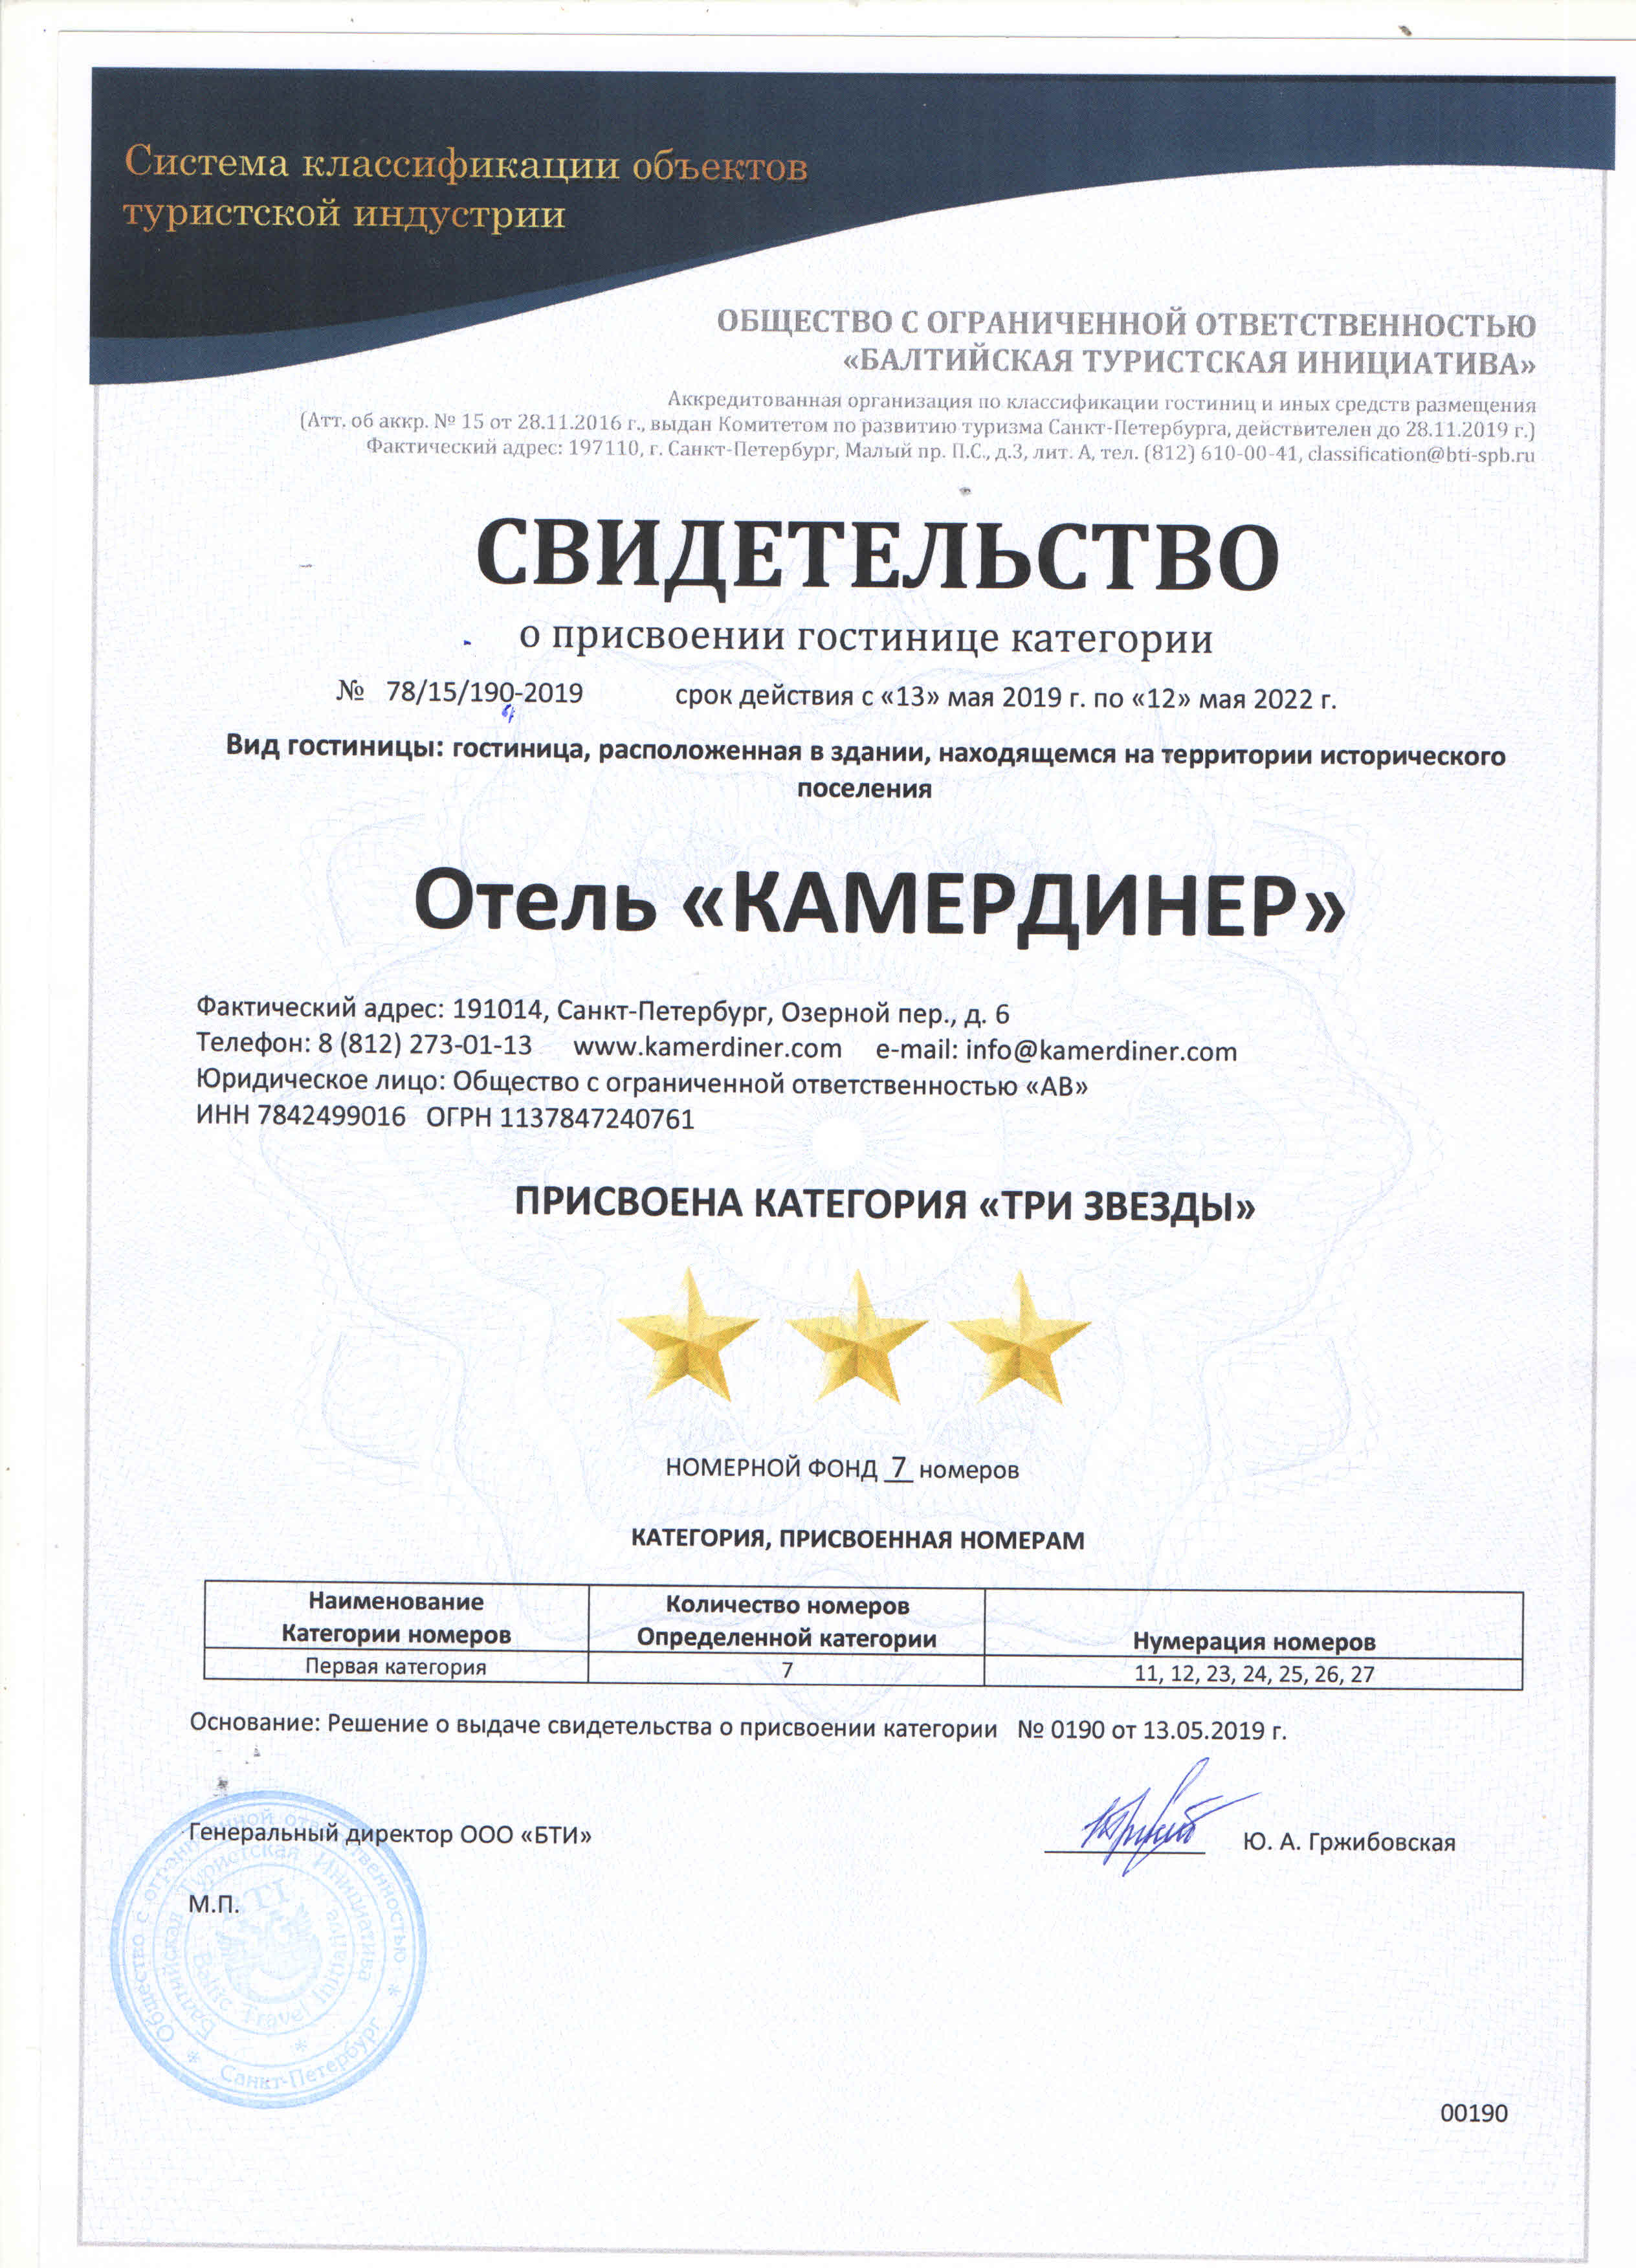 Система классификации объектов
туристской индустрии
ОБЩЕСТВО С ОГРАНИЧЕННОЙ ОТВЕТСТВЕННОСТЬЮ
«БАЛТИЙСКАЯ ТУРИСТСКАЯ ИНИЦИАТИВА»
Аккредитованная организация по классификации гостиниц и иных средств размещения
(Атт. об аккр. № 15 от 28.11.2016 г., выдан Комитетом по развитию туризма Санкт-Петербурга, действителен до 28.11.2019 г.)
Фактический адрес: 197110, г. Санкт-Петербург, Малый пр. П.С., д.3, лит. А, тел. (812) 610-00-41, classification@bti-spb.ru
СВИДЕТЕЛЬСТВО
о присвоении гостинице категории
№ 78/15/190-2019 срок действия с «13» мая 2019 г. по «12» мая 2022 г.
Вид гостиницы: гостиница, расположенная в здании, находящемся на территории исторического
поселения
Отель «КАМЕРДИНЕР»
Фактический адрес: 191014, Санкт-Петербург, Озерной пер., д. 6
Телефон: 8 (812) 273-01-13 www.kamerdiner.com e-mail: info@kamerdiner.com
Юридическое лицо: Общество с ограниченной ответственностью «АВ»
ИНН 7842499016 ОГРН 1137847240761
ПРИСВОЕНА КАТЕГОРИЯ «ТРИ ЗВЕЗДЫ»
НОМЕРНОЙ ФОНД 7 номеров
КАТЕГОРИЯ, ПРИСВОЕННАЯ НОМЕРАМ
Наименование
Категории номеров
Количество номеров
Определенной категории
Нумерация номеров
Первая категория 7 11, 12, 23, 24, 25, 26, 27
Основание: Решение о выдаче свидетельства о присвоении категории № 0190 от 13.05.2019 г.
Генеральный директор ООО «БТИ» Ю. А. Гржибовская
М.П.
Общество с ограниченной ответственностью
Балтийская Туристская Инициатива
BTI
Baltic Travel Initiative
Санкт-Петербург
00190